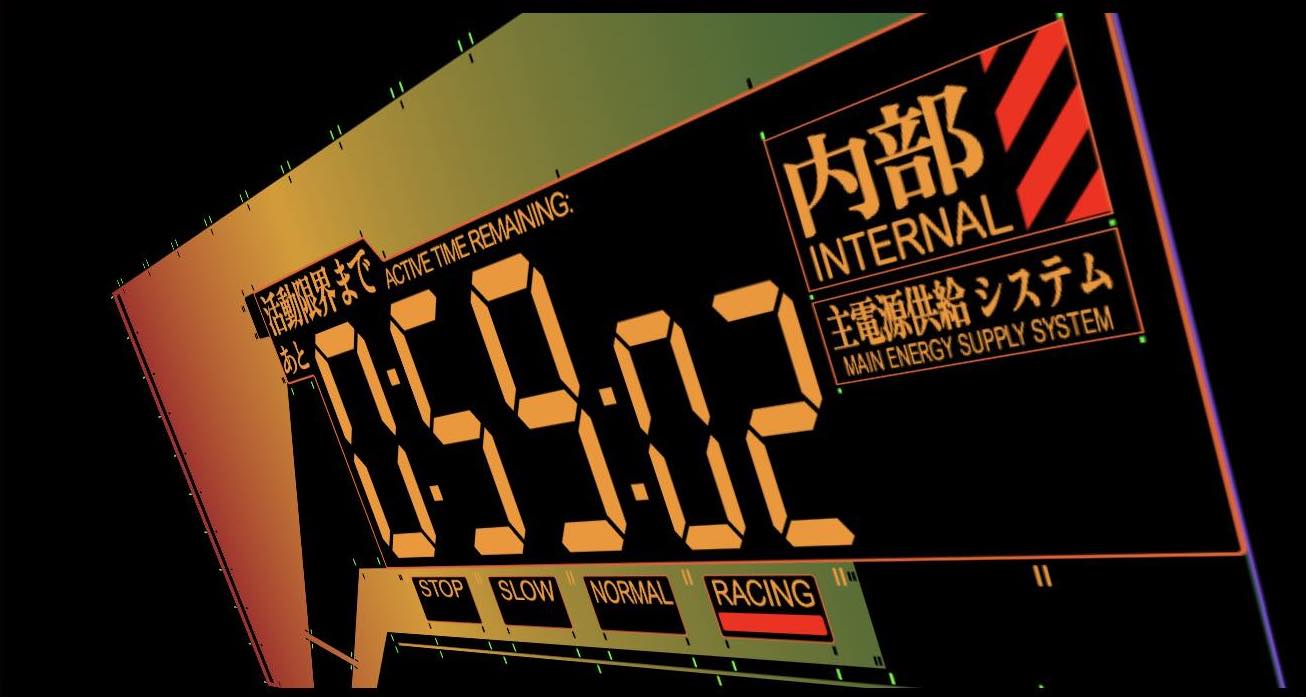 内部
INTERNAL
主電源供給システム
MAIN ENERGY SUPPLY SYSTEM
活動限界まで
ACTIVE TIME REMAINING:
あと
0:59:02
STOP
SLOW
NORMAL
RACING